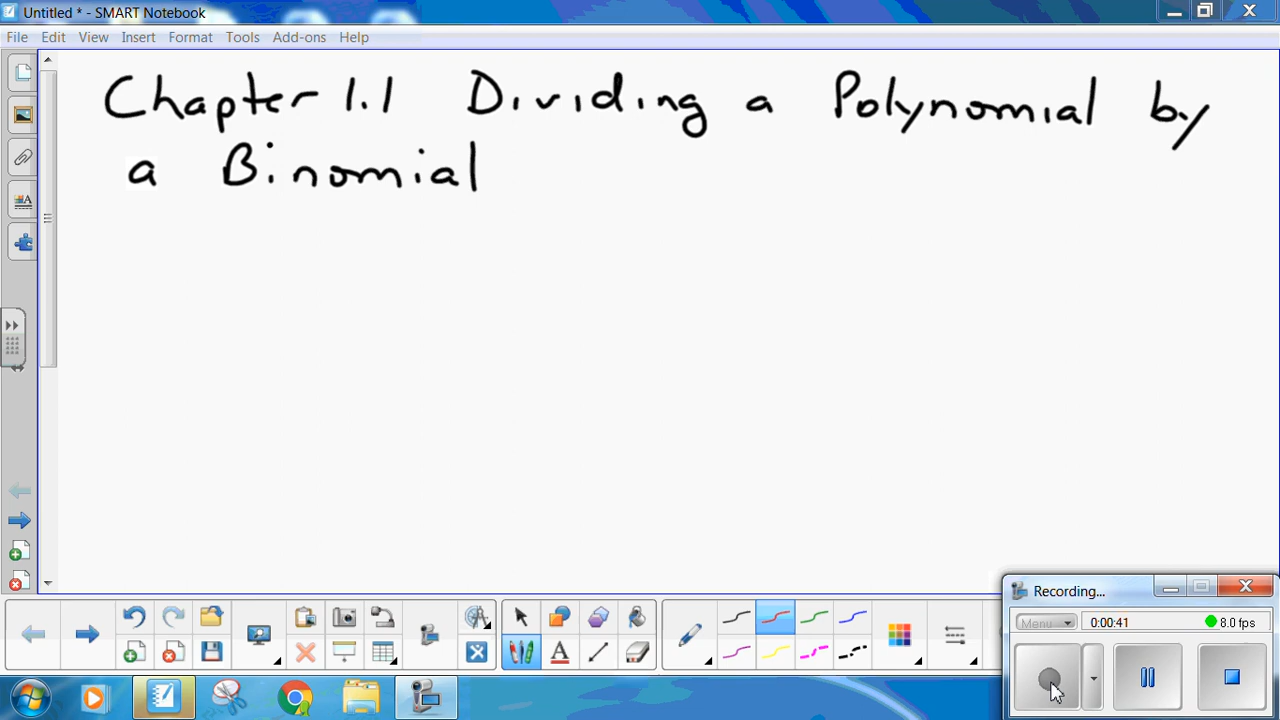 Untitled * - SMART Notebook
File Edit View Insert Format Tools Add-ons Help
Chapter 1.1 Dividing a Polynomial by
a Binomial
Recording...
Menu 0:00:41 8.0 fps